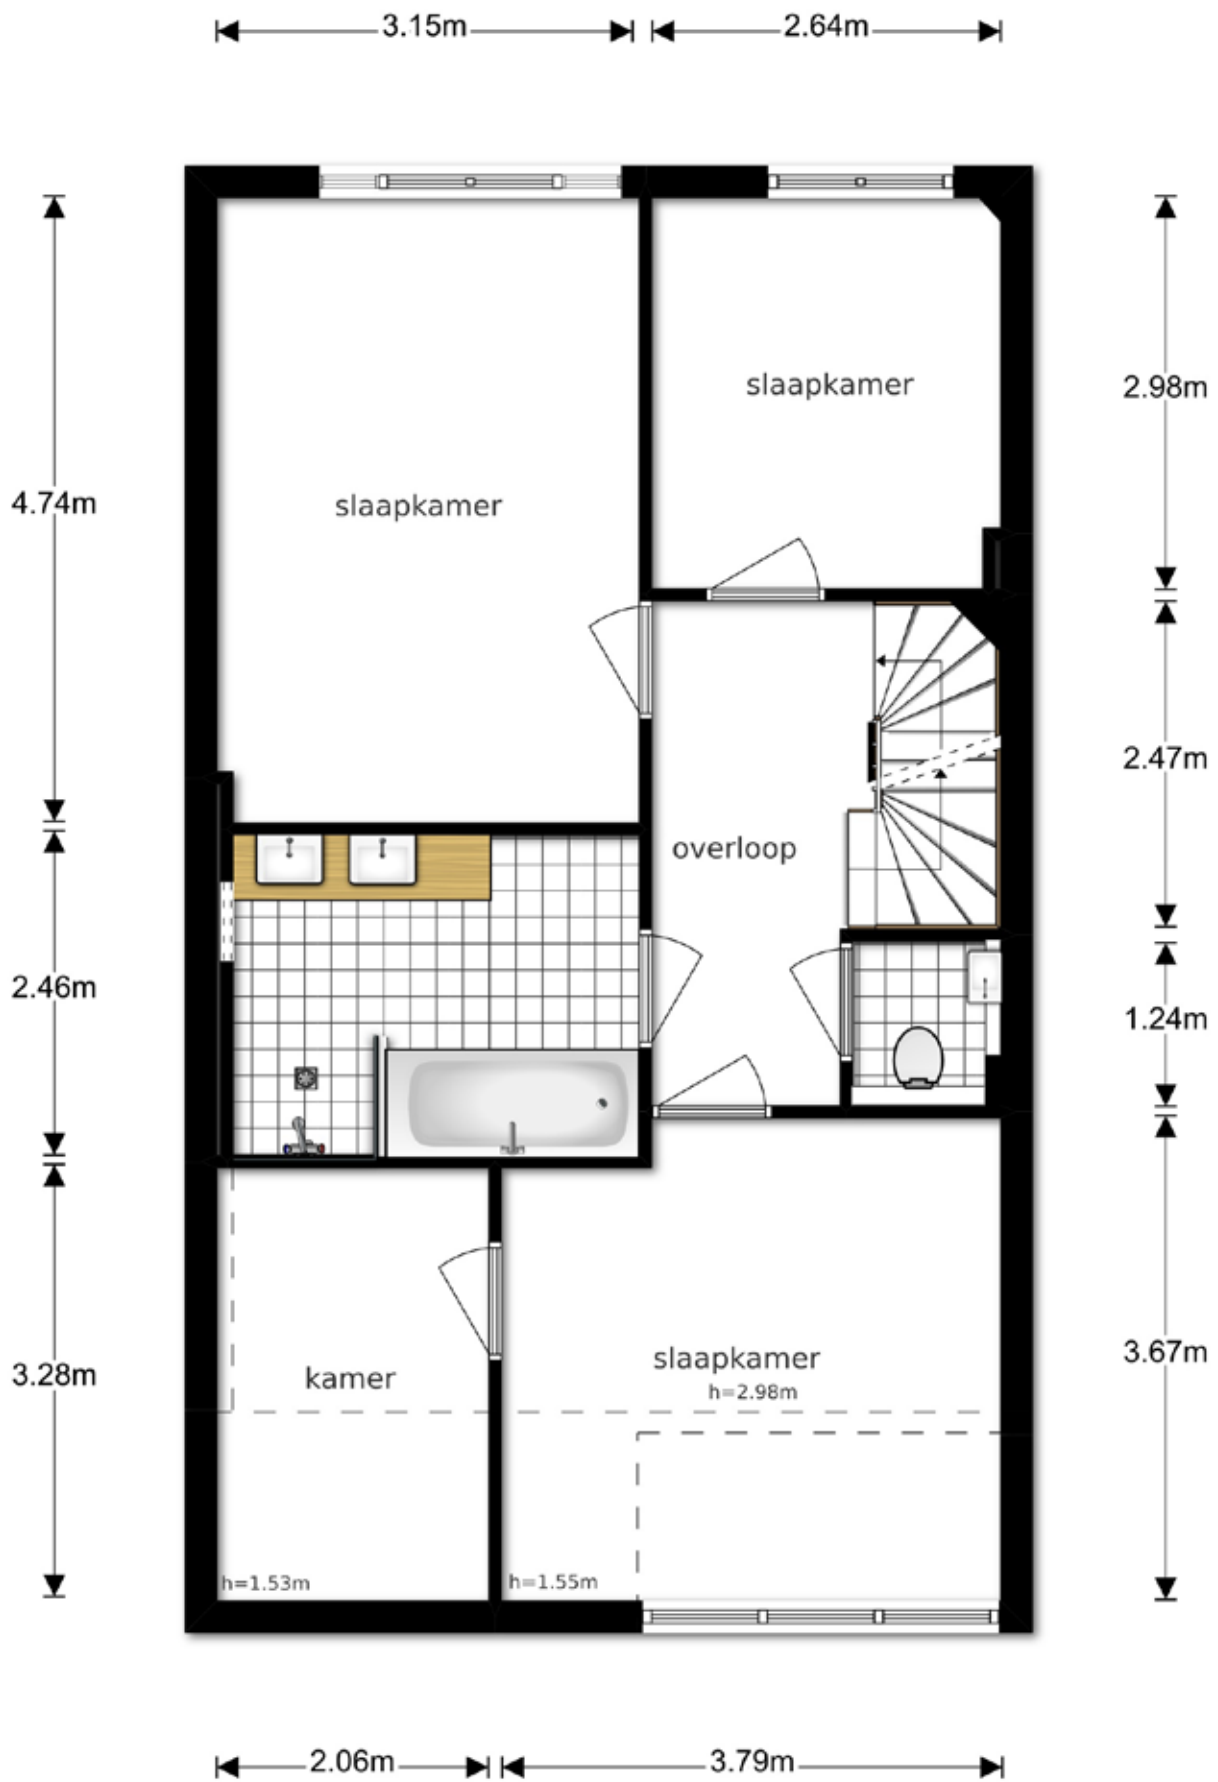 3.15m
2.64m
2.98m
slaapkamer
4.74m
slaapkamer
2.47m
overloop
2.46m
1.24m
3.67m
slaapkamer
3.28m
kamer
h=2.98m
h=1.53m
h=1.55m
2.06m
3.79m